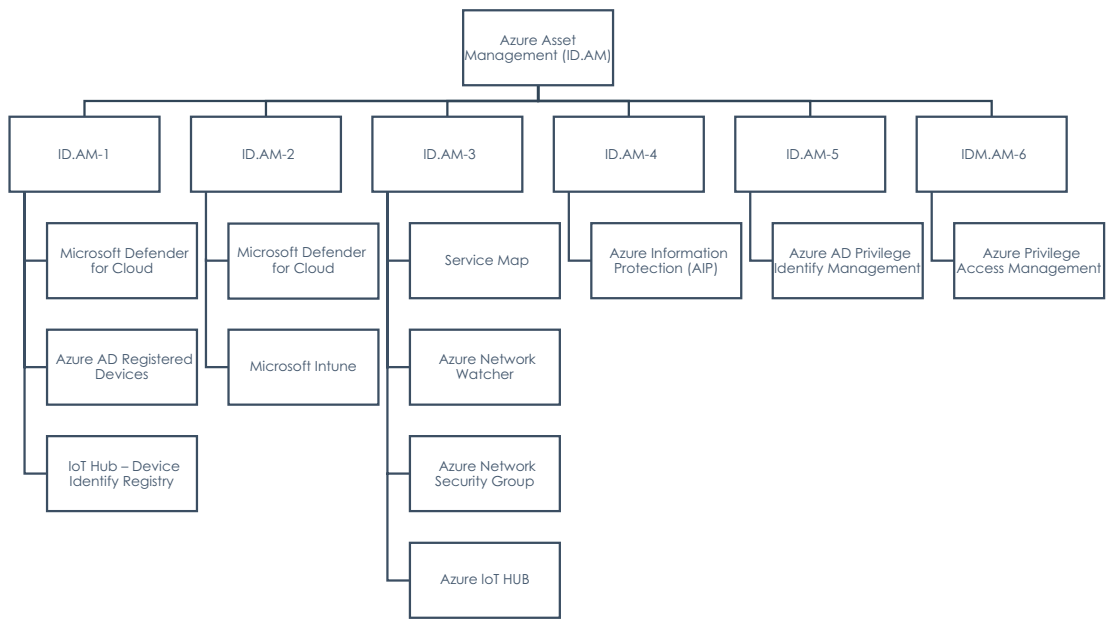 Azure Asset
Management (ID.AM)
ID.AM-1
ID.AM-2
ID.AM-3
ID.AM-4
ID.AM-5
IDM.AM-6
Microsoft Defender
for Cloud
Azure AD Registered
Devices
IoT Hub – Device
Identify Registry
Microsoft Defender
for Cloud
Microsoft Intune
Service Map
Azure Network
Watcher
Azure Network
Security Group
Azure IoT HUB
Azure Information
Protection (AIP)
Azure AD Privilege
Identify Management
Azure Privilege
Access Management